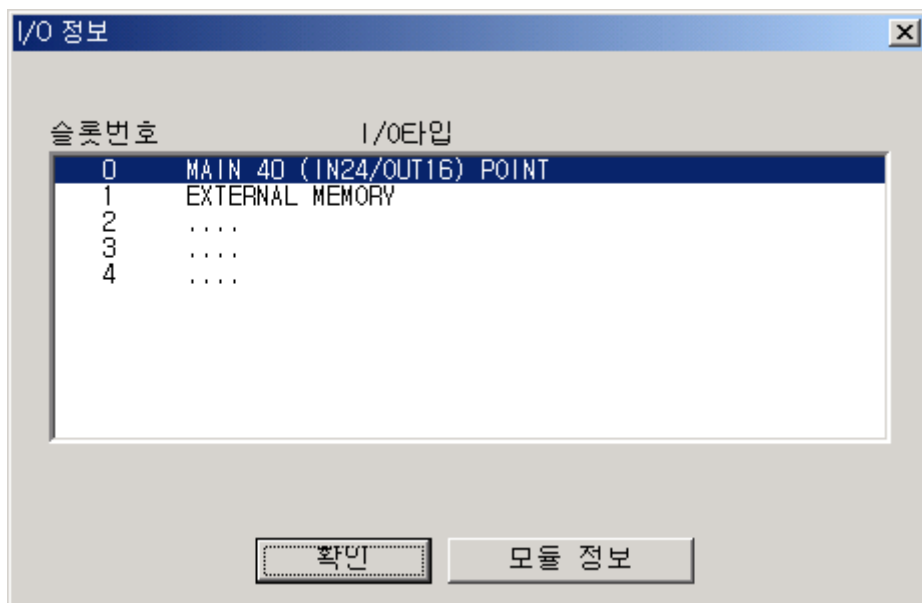 I/O 정보
슬롯번호 I/O타입
0 MAIN 40 (IN24/OUT16) POINT
1 EXTERNAL MEMORY
2 ....
3 ....
4 ....
확인 모듈 정보